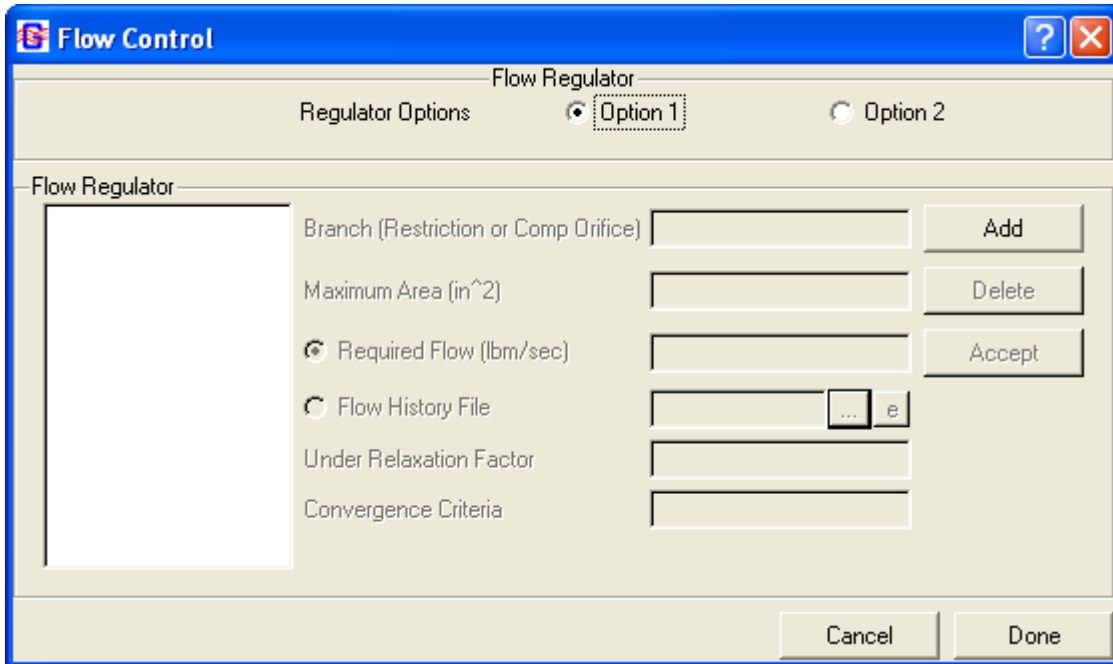 Flow Control
Flow Regulator
Regulator Options Option 1 Option 2
Flow Regulator
Branch (Restriction or Comp Orifice) Add
Maximum Area (in^2) Delete
Required Flow (lbm/sec) Accept
Flow History File ... e
Under Relaxation Factor
Convergence Criteria
Cancel Done